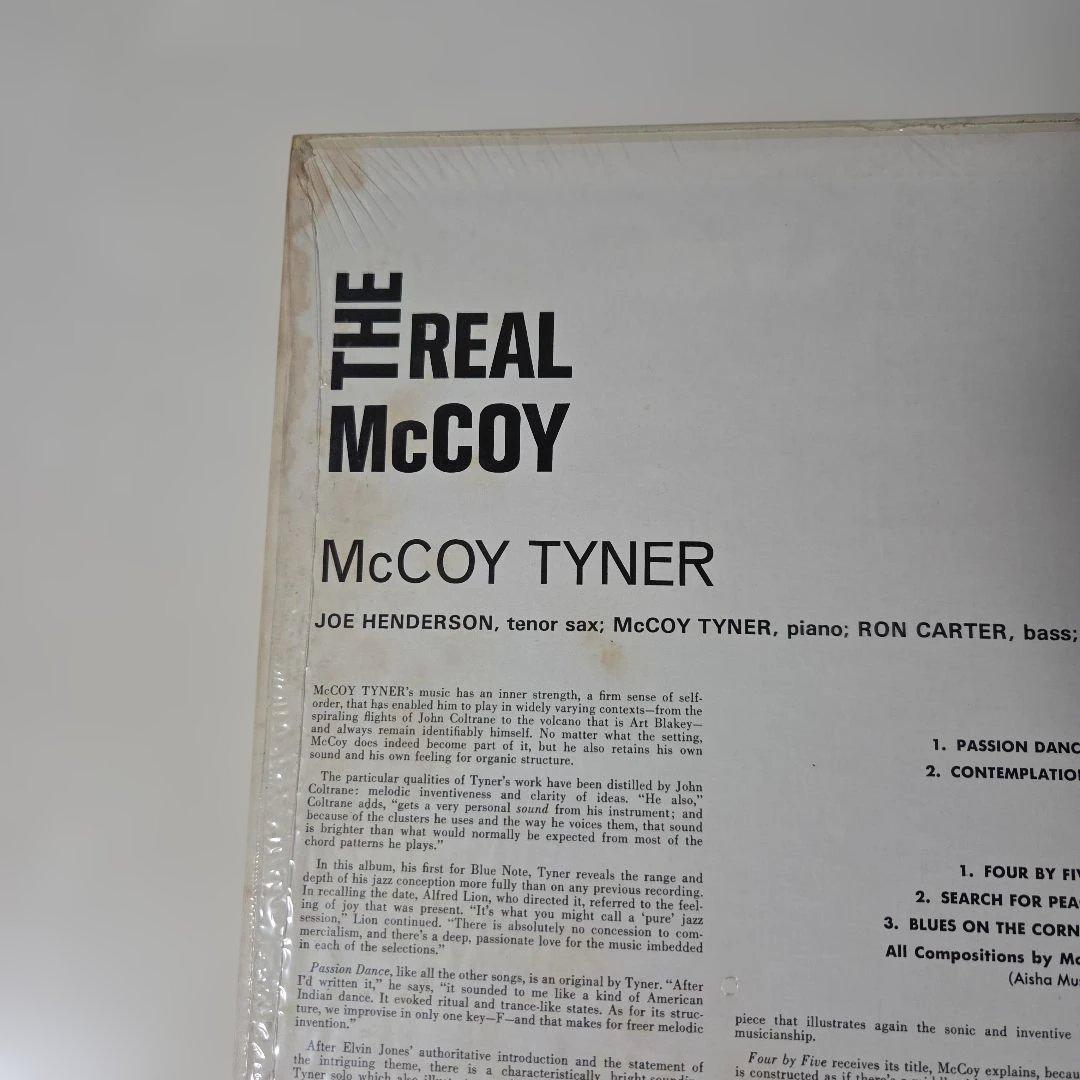 THE REAL
McCOY
McCOY TYNER
JOE HENDERSON, tenor sax; McCOY TYNER, piano; RON CARTER, bass;
McCOY TYNER's music has an inner strength, a firm sense of self-
order, that has enabled him to play in widely varying contexts—from the
spiraling flights of John Coltrane to the volcano that is Art Blakey—
and always remain identifiably himself. No matter what the setting,
McCoy does indeed become part of it, but he also retains his own
sound and his own feeling for organic structure.
The particular qualities of Tyner's work have been distilled by John
Coltrane: melodic inventiveness and clarity of ideas. "He also,"
Coltrane adds, "gets a very personal sound from his instrument; and
because of the clusters he uses and the way he voices them, that sound
is brighter than what would normally be expected from most of the
chord patterns he plays."
In this album, his first for Blue Note, Tyner reveals the range and
depth of his jazz conception more fully than on any previous recording.
In recalling the date, Alfred Lion, who directed it, referred to the feel-
ing of joy that was present. "It's what you might call a 'pure' jazz
session," Lion continued. "There is absolutely no concession to com-
mercialism, and there's a deep, passionate love for the music imbedded
in each of the selections."
Passion Dance, like all the other songs, is an original by Tyner. "After
I'd written it," he says, "it sounded to me like a kind of American
Indian dance. It evoked ritual and trance-like states. As for its struc-
ture, we improvise in only one key—F—and that makes for freer melodic
invention."
After Elvin Jones' authoritative introduction and the statement of
the intriguing theme, there is a characteristically bright-sounding
Tyner solo which also
1. PASSION DANC
2. CONTEMPLATIO
1. FOUR BY FIV
2. SEARCH FOR PEA
3. BLUES ON THE CORN
All Compositions by Mc
(Aisha Mu
piece that illustrates again the sonic and inventive
musicianship.
Four by Five receives its title, McCoy explains, becau
is constructed as if there's